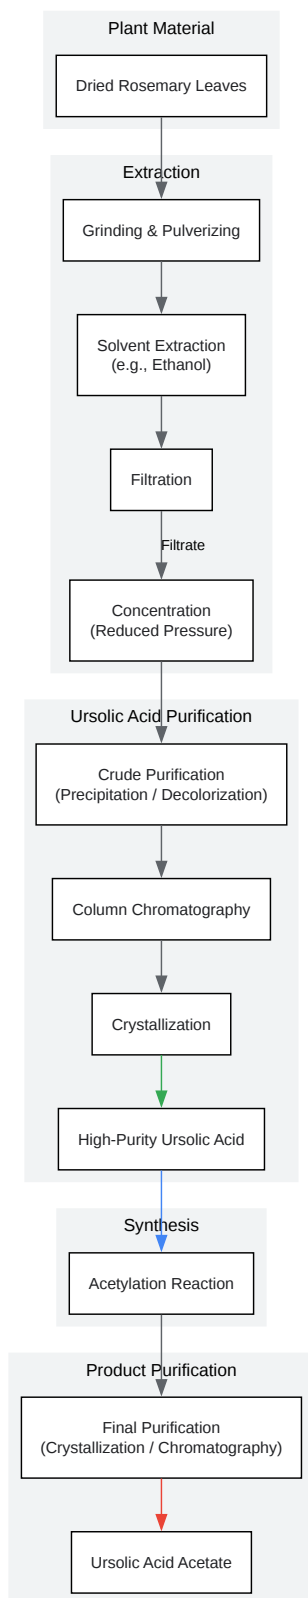 Plant Material
Dried Rosemary Leaves
Extraction
Grinding & Pulverizing
Solvent Extraction
(e.g., Ethanol)
Filtration
Filtrate
Concentration
(Reduced Pressure)
Ursolic Acid Purification
Crude Purification
(Precipitation / Decolorization)
Column Chromatography
Crystallization
High-Purity Ursolic Acid
Synthesis
Acetylation Reaction
Product Purification
Final Purification
(Crystallization / Chromatography)
Ursolic Acid Acetate